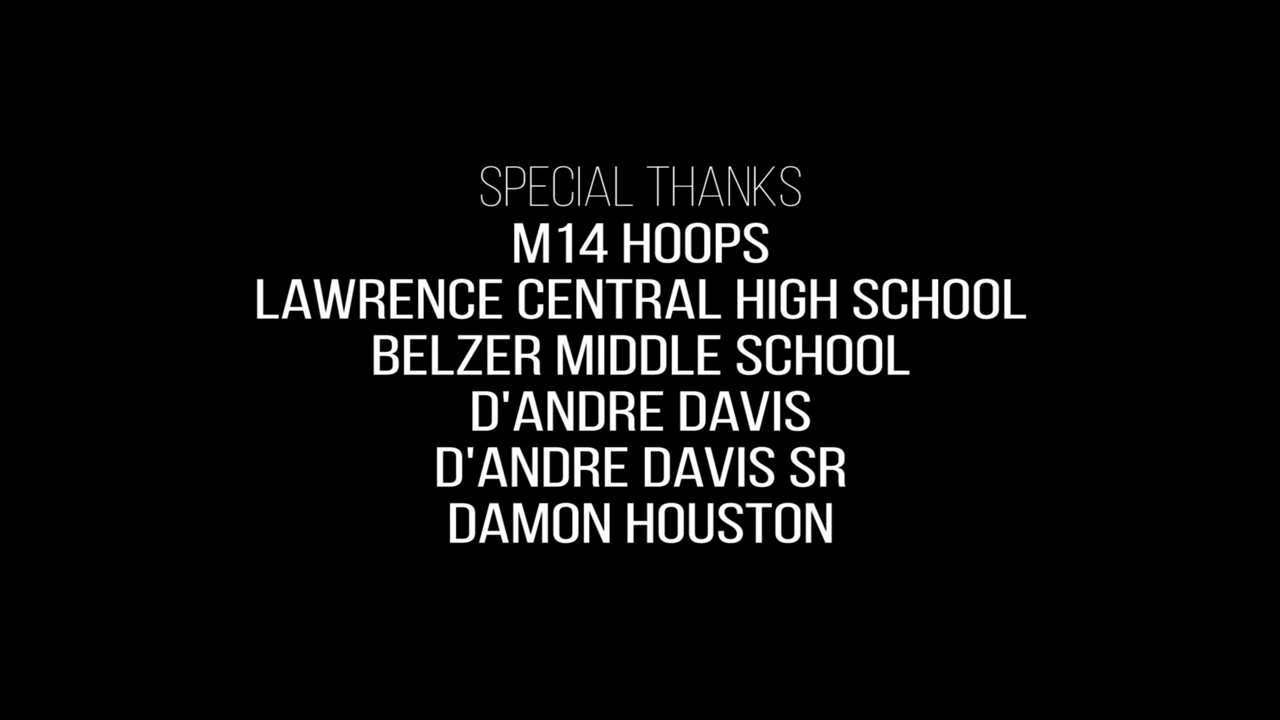 SPECIAL THANKS
M14 HOOPS
LAWRENCE CENTRAL HIGH SCHOOL
BELZER MIDDLE SCHOOL
D'ANDRE DAVIS
D'ANDRE DAVIS SR
DAMON HOUSTON